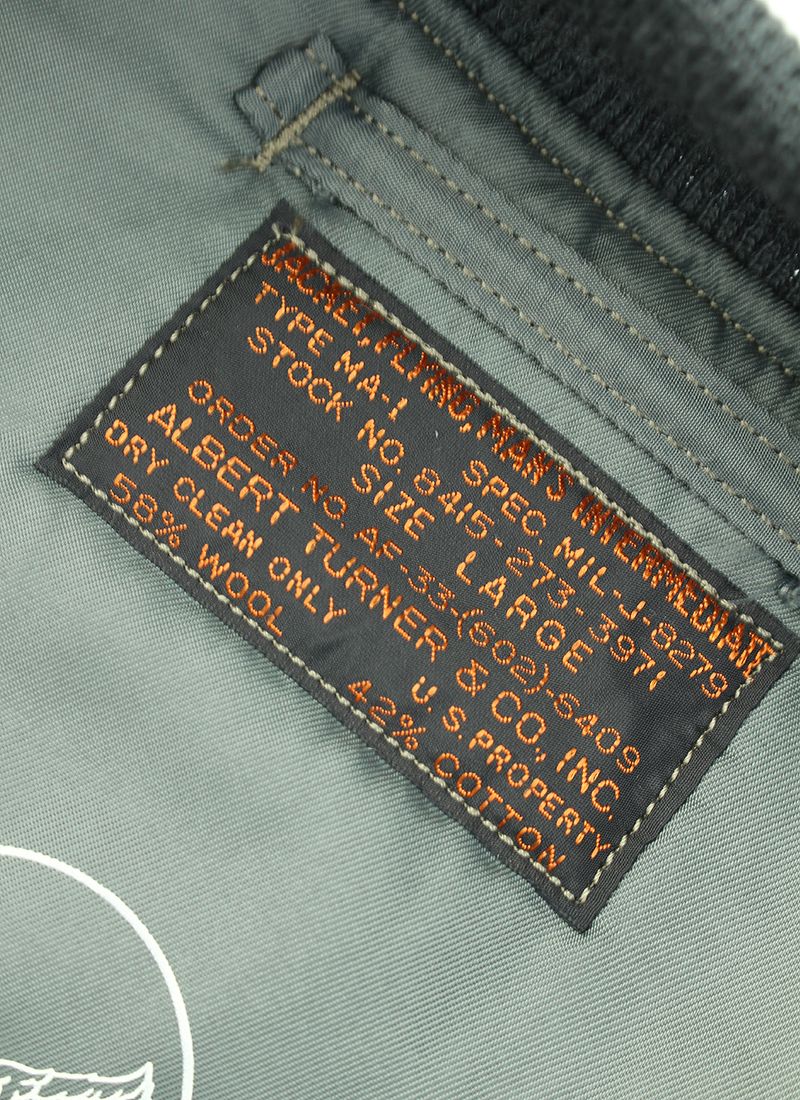 JACKET, FLYING, MAN'S INTERMEDIATE
TYPE MA-1 SPEC. MIL-J-8279
STOCK NO. 8415-273-3971
SIZE LARGE
ORDER NO. AF-33-(602)-6409
ALBERT TURNER & CO., INC.
DRY CLEAN ONLY U.S. PROPERTY
58% WOOL 42% COTTON